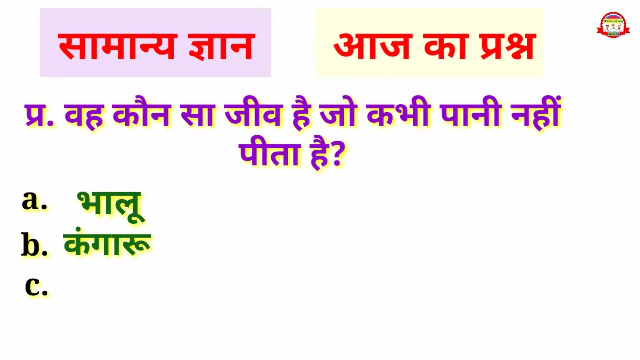 सामान्य ज्ञान
आज का प्रश्न
प्र. वह कौन सा जीव है जो कभी पानी नहीं
पीता है?
a. भालू
b. कंगारू
c.